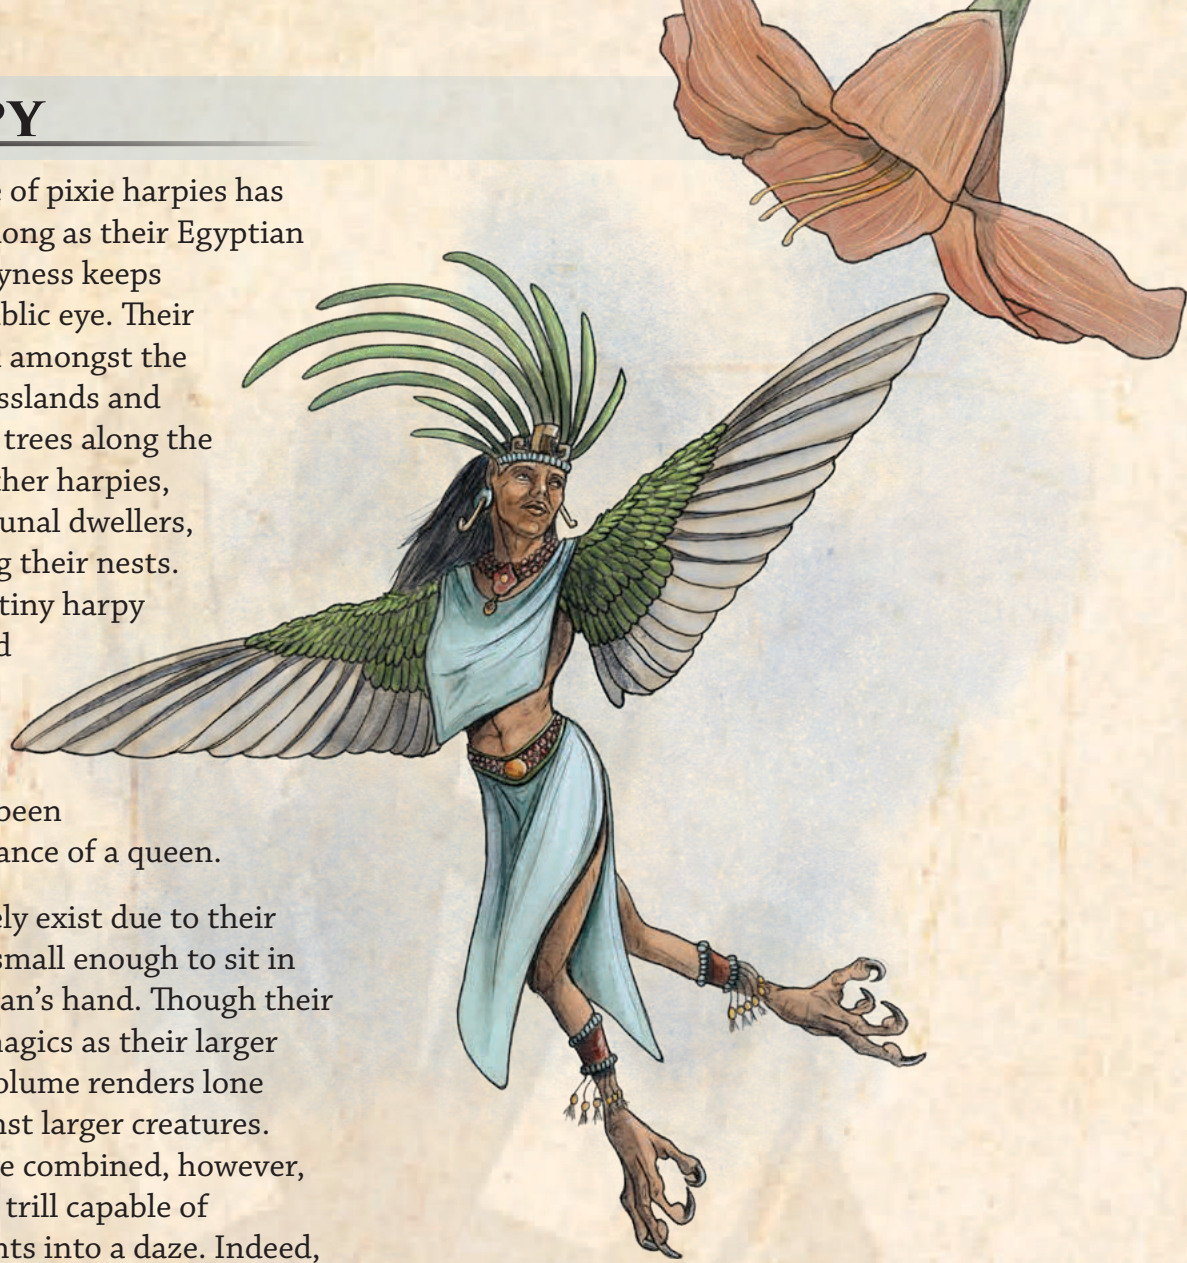 PY
e of pixie harpies has
long as their Egyptian
yness keeps
blic eye. Their
amongst the
sslands and
trees along the
ther harpies,
unal dwellers,
g their nests.
tiny harpy
d
been
ance of a queen.
ely exist due to their
small enough to sit in
an’s hand. Though their
nagics as their larger
olume renders lone
nst larger creatures.
e combined, however,
trill capable of
nts into a daze. Indeed,